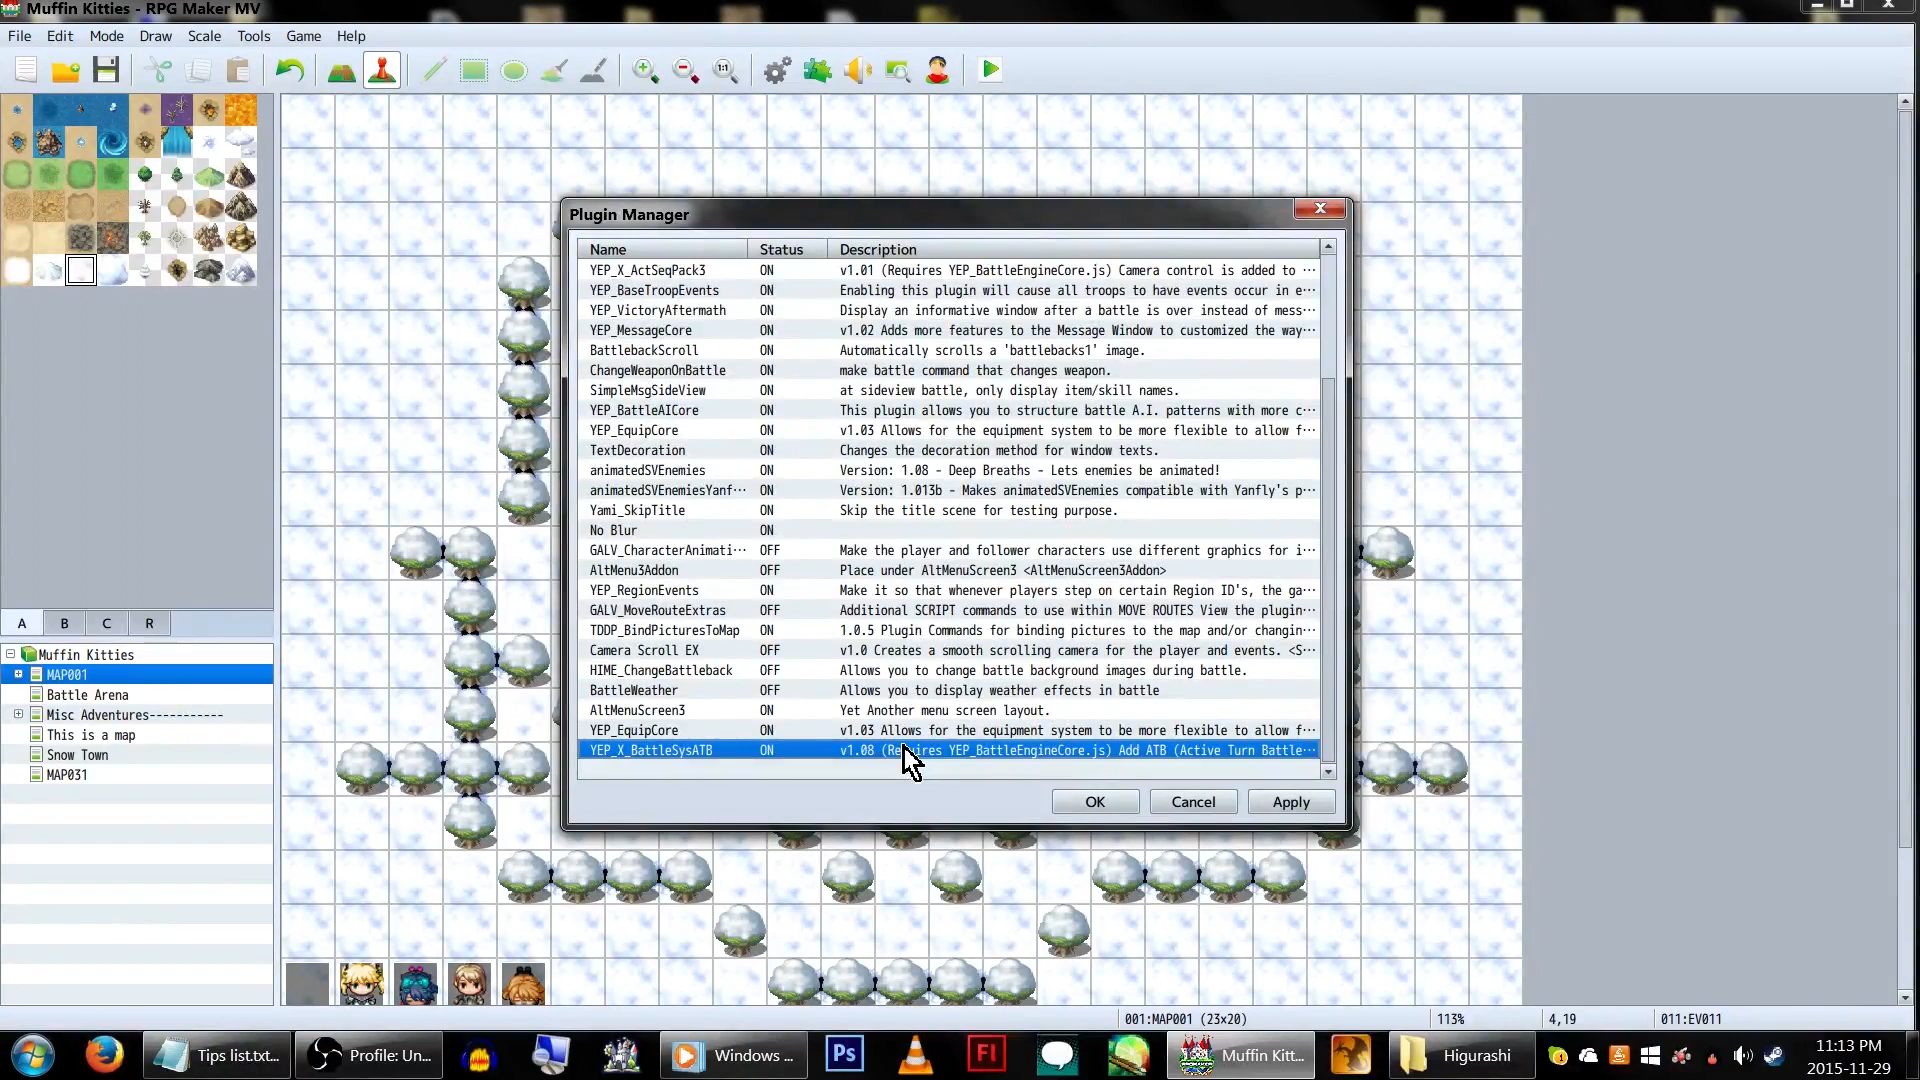 Muffin Kitties - RPG Maker MV
File Edit Mode Draw Scale Tools Game Help
1:1
Plugin Manager
Name Status Description
YEP_X_ActSeqPack3 ON v1.01 (Requires YEP_BattleEngineCore.js) Camera control is added to ···
YEP_BaseTroopEvents ON Enabling this plugin will cause all troops to have events occur in e···
YEP_VictoryAftermath ON Display an informative window after a battle is over instead of mess···
YEP_MessageCore ON v1.02 Adds more features to the Message Window to customized the way···
BattlebackScroll ON Automatically scrolls a 'battlebacks1' image.
ChangeWeaponOnBattle ON make battle command that changes weapon.
SimpleMsgSideView ON at sideview battle, only display item/skill names.
YEP_BattleAICore ON This plugin allows you to structure battle A.I. patterns with more c···
YEP_EquipCore ON v1.03 Allows for the equipment system to be more flexible to allow f···
TextDecoration ON Changes the decoration method for window texts.
animatedSVEnemies ON Version: 1.08 - Deep Breaths - Lets enemies be animated!
animatedSVEnemiesYanf··· ON Version: 1.013b - Makes animatedSVEnemies compatible with Yanfly's p···
Yami_SkipTitle ON Skip the title scene for testing purpose.
No Blur ON
GALV_CharacterAnimati··· OFF Make the player and follower characters use different graphics for i···
AltMenu3Addon OFF Place under AltMenuScreen3 <AltMenuScreen3Addon>
YEP_RegionEvents ON Make it so that whenever players step on certain Region ID's, the ga···
GALV_MoveRouteExtras OFF Additional SCRIPT commands to use within MOVE ROUTES View the plugin···
TDDP_BindPicturesToMap ON 1.0.5 Plugin Commands for binding pictures to the map and/or changin···
Camera Scroll EX OFF v1.0 Creates a smooth scrolling camera for the player and events. <S···
HIME_ChangeBattleback OFF Allows you to change battle background images during battle.
BattleWeather OFF Allows you to display weather effects in battle
AltMenuScreen3 ON Yet Another menu screen layout.
YEP_EquipCore ON v1.03 Allows for the equipment system to be more flexible to allow f···
YEP_X_BattleSysATB ON v1.08 (Requires YEP_BattleEngineCore.js) Add ATB (Active Turn Battle···
OK Cancel Apply
A B C R
Muffin Kitties
MAP001
Battle Arena
Misc Adventures-----------
This is a map
Snow Town
MAP031
001:MAP001 (23x20) 113% 4,19 011:EV011
Tips list.txt... Profile: Un... Windows ... Ps Fl Muffin Kitt... Higurashi 11:13 PM
2015-11-29